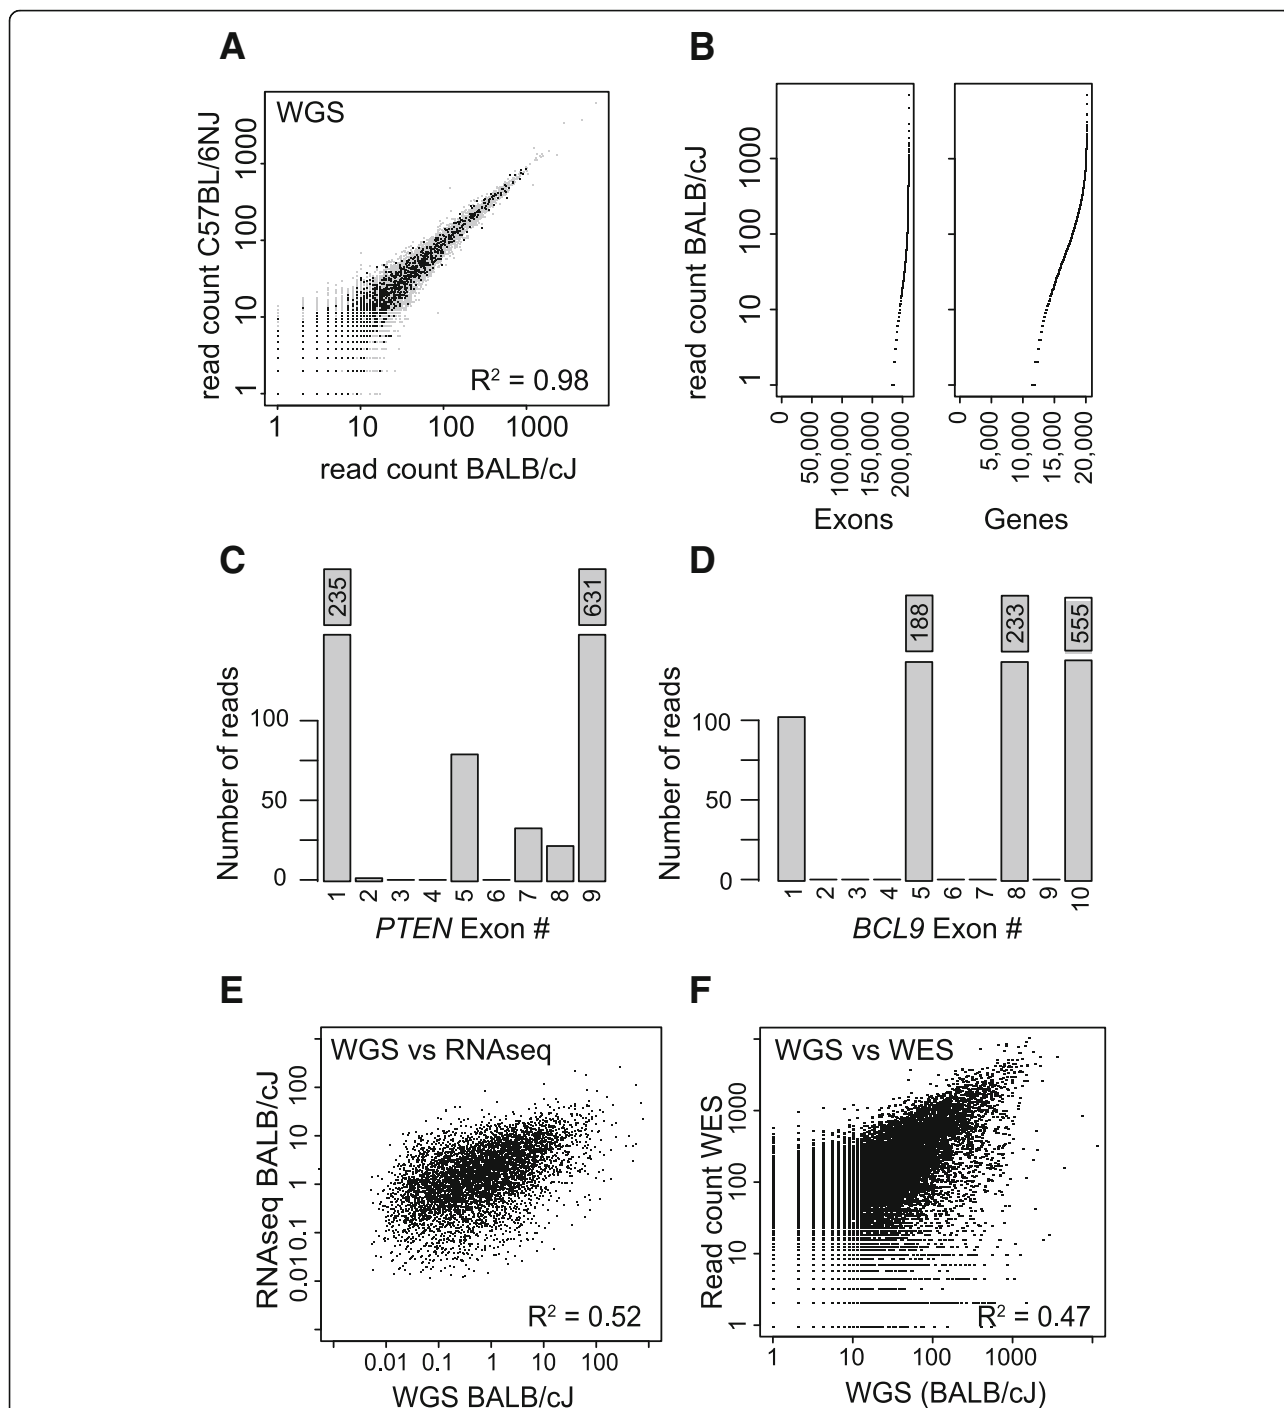 A
WGS
read count C57BL/6NJ
1000
100
10
1
R² = 0.98
1 10 100 1000
read count BALB/cJ
B
read count BALB/cJ
1000
100
10
1
0 50,000 100,000 150,000 200,000
Exons
0 5,000 10,000 15,000 20,000
Genes
C
235
631
Number of reads
100
50
0
1 2 3 4 5 6 7 8 9
PTEN Exon #
D
188
233
555
Number of reads
100
50
0
1 2 3 4 5 6 7 8 9 10
BCL9 Exon #
E
WGS vs RNAseq
RNAseq BALB/cJ
100
10
1
0.1
0.01
R² = 0.52
0.01 0.1 1 10 100
WGS BALB/cJ
F
WGS vs WES
Read count WES
1000
100
10
1
R² = 0.47
1 10 100 1000
WGS (BALB/cJ)